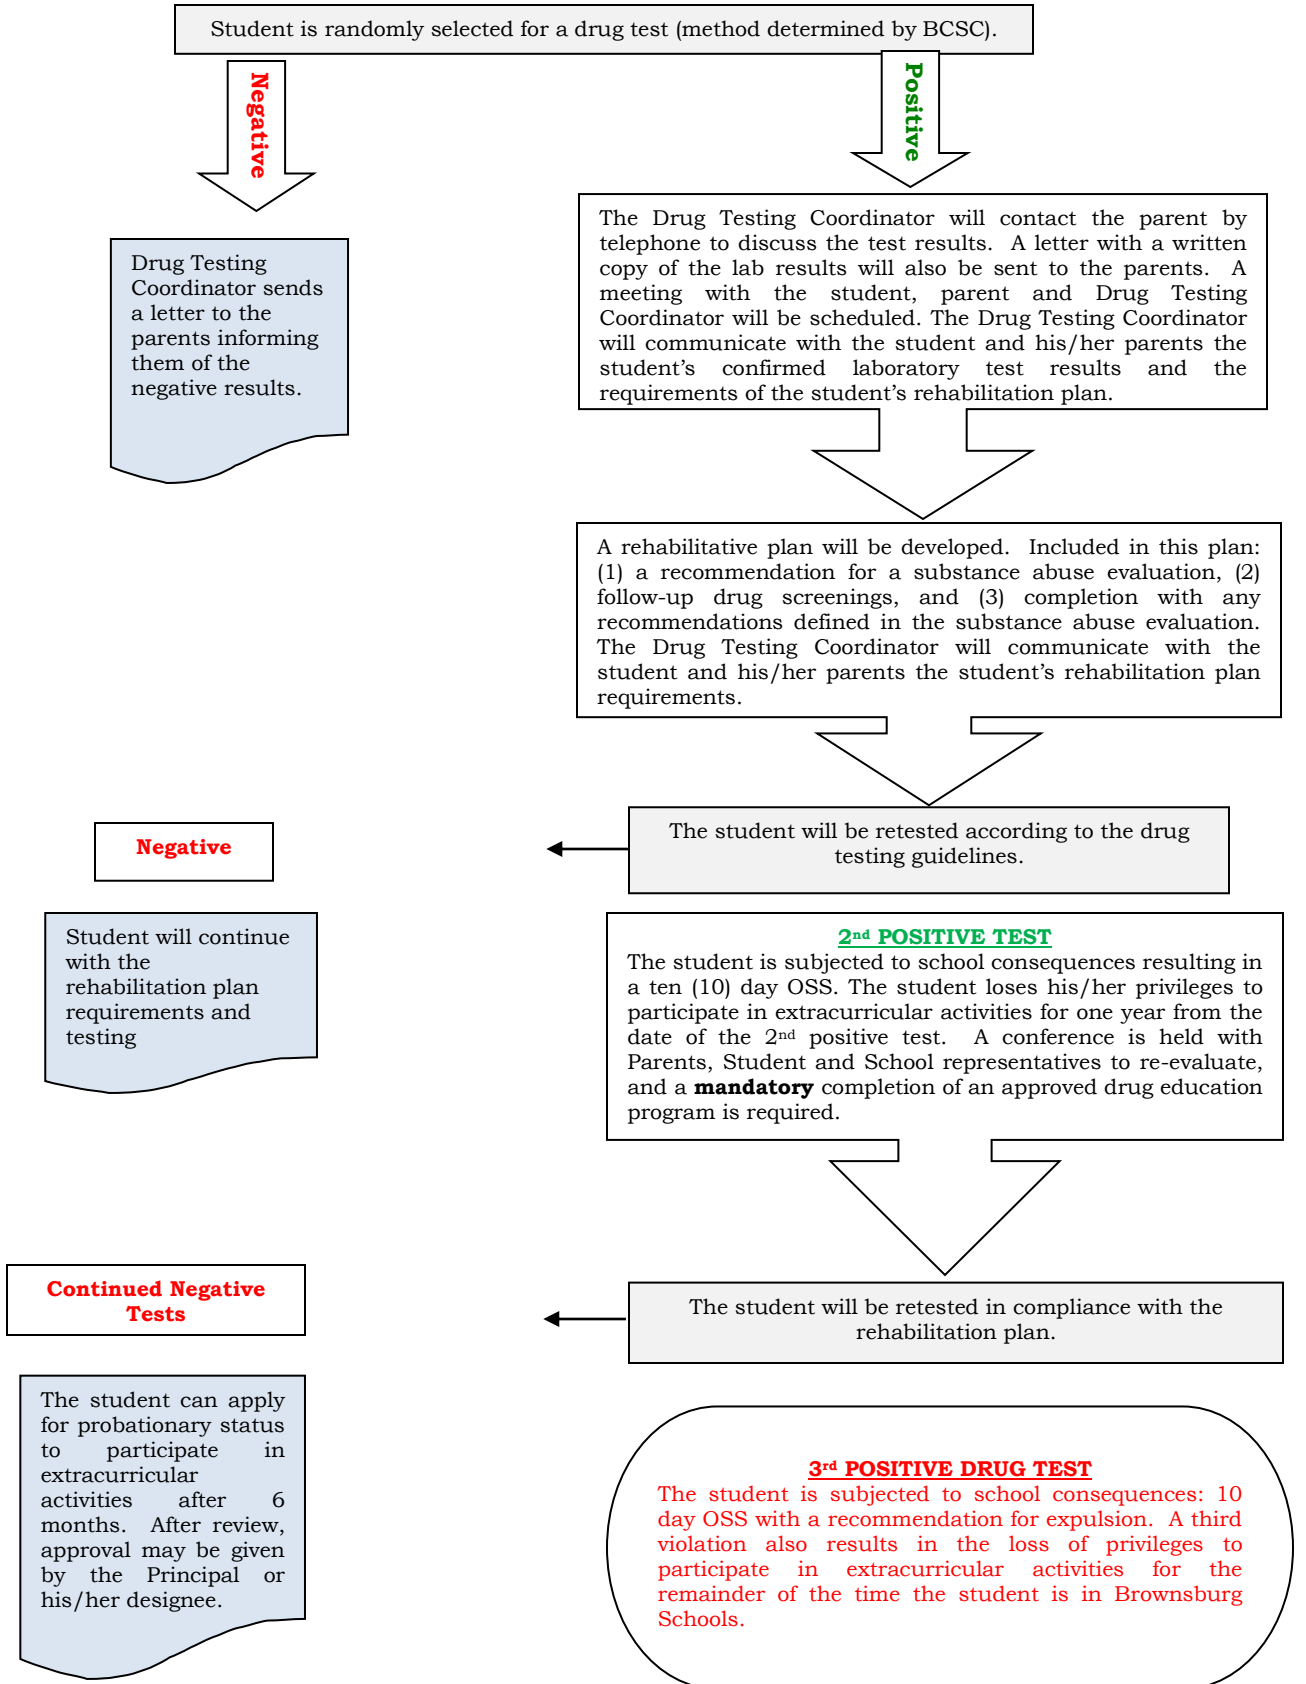 Student is randomly selected for a drug test (method determined by BCSC).
Negative
Positive
Drug Testing
Coordinator sends
a letter to the
parents informing
them of the
negative results.
The Drug Testing Coordinator will contact the parent by
telephone to discuss the test results. A letter with a written
copy of the lab results will also be sent to the parents. A
meeting with the student, parent and Drug Testing
Coordinator will be scheduled. The Drug Testing Coordinator
will communicate with the student and his/her parents the
student’s confirmed laboratory test results and the
requirements of the student’s rehabilitation plan.
A rehabilitative plan will be developed. Included in this plan:
(1) a recommendation for a substance abuse evaluation, (2)
follow-up drug screenings, and (3) completion with any
recommendations defined in the substance abuse evaluation.
The Drug Testing Coordinator will communicate with the
student and his/her parents the student’s rehabilitation plan
requirements.
The student will be retested according to the drug
testing guidelines.
Negative
Student will continue
with the
rehabilitation plan
requirements and
testing
2nd POSITIVE TEST
The student is subjected to school consequences resulting in
a ten (10) day OSS. The student loses his/her privileges to
participate in extracurricular activities for one year from the
date of the 2nd positive test. A conference is held with
Parents, Student and School representatives to re-evaluate,
and a mandatory completion of an approved drug education
program is required.
The student will be retested in compliance with the
rehabilitation plan.
Continued Negative
Tests
The student can apply
for probationary status
to participate in
extracurricular
activities after 6
months. After review,
approval may be given
by the Principal or
his/her designee.
3rd POSITIVE DRUG TEST
The student is subjected to school consequences: 10
day OSS with a recommendation for expulsion. A third
violation also results in the loss of privileges to
participate in extracurricular activities for the
remainder of the time the student is in Brownsburg
Schools.